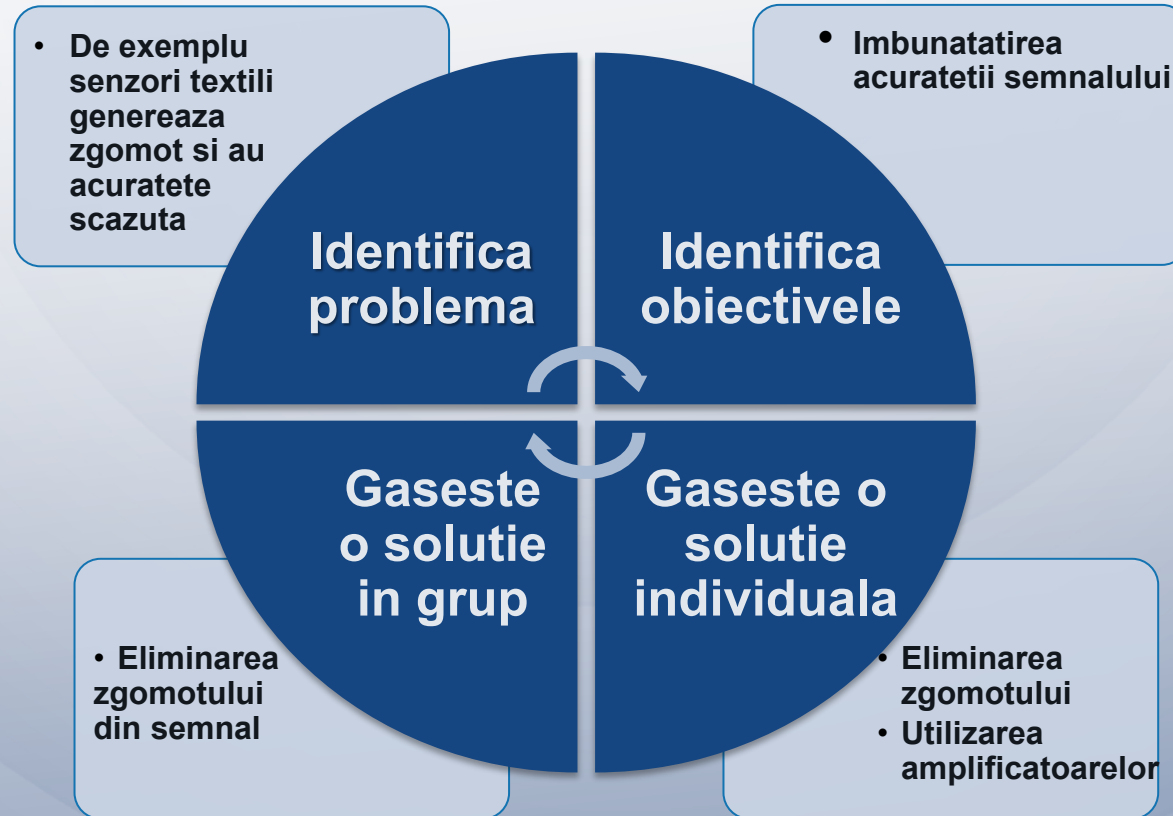 • De exemplu
senzori textili
genereaza
zgomot si au
acuratete
scazuta
• Imbunatatirea
acuratetii semnalului
Identifica
problema
Identifica
obiectivele
Gaseste
o solutie
in grup
Gaseste o
solutie
individuala
• Eliminarea
zgomotului
din semnal
• Eliminarea
zgomotului
• Utilizarea
amplificatoarelor